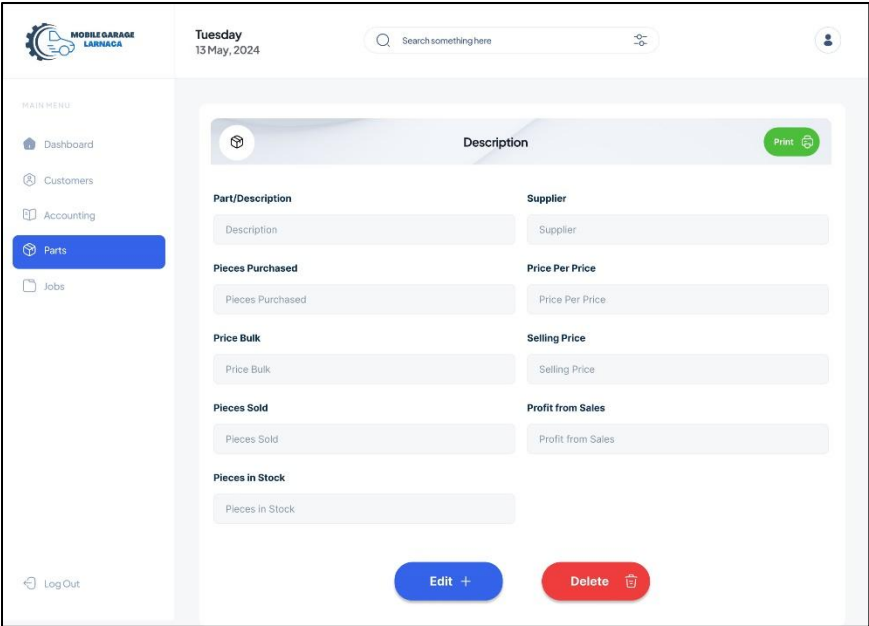 MOBILE GARAGE
LARNACA
Tuesday
13 May, 2024
Search something here
MAIN MENU
Dashboard
Customers
Accounting
Parts
Jobs
Log Out
Description
Print
Part/Description
Supplier
Description
Supplier
Pieces Purchased
Price Per Price
Pieces Purchased
Price Per Price
Price Bulk
Selling Price
Price Bulk
Selling Price
Pieces Sold
Profit from Sales
Pieces Sold
Profit from Sales
Pieces in Stock
Pieces in Stock
Edit +
Delete